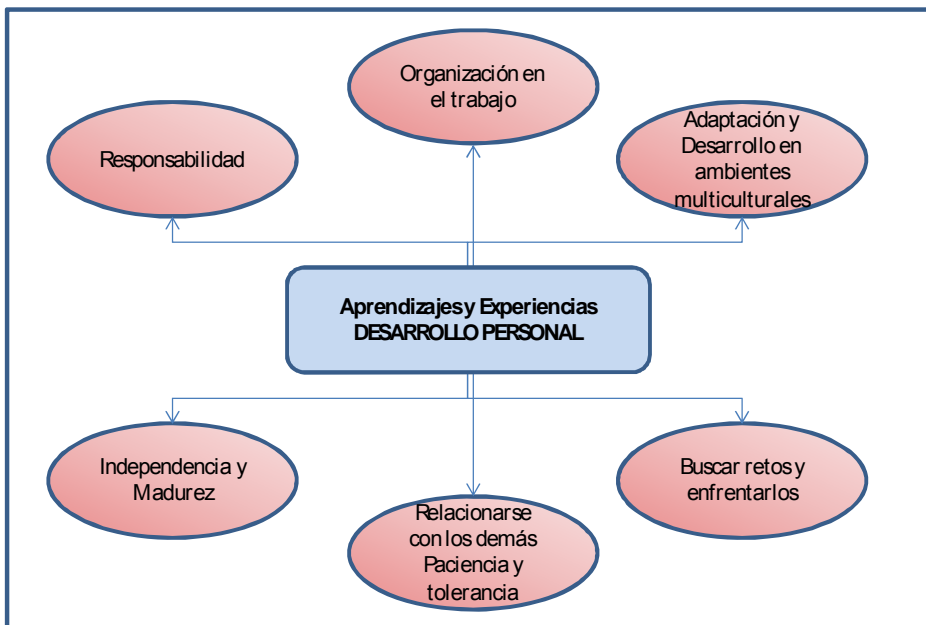 Organización en
el trabajo
Responsabilidad
Adaptación y
Desarrollo en
ambientes
multiculturales
Aprendizajes y Experiencias
DESARROLLO PERSONAL
Independencia y
Madurez
Relacionarse
con los demás
Paciencia y
tolerancia
Buscar retos y
enfrentarlos